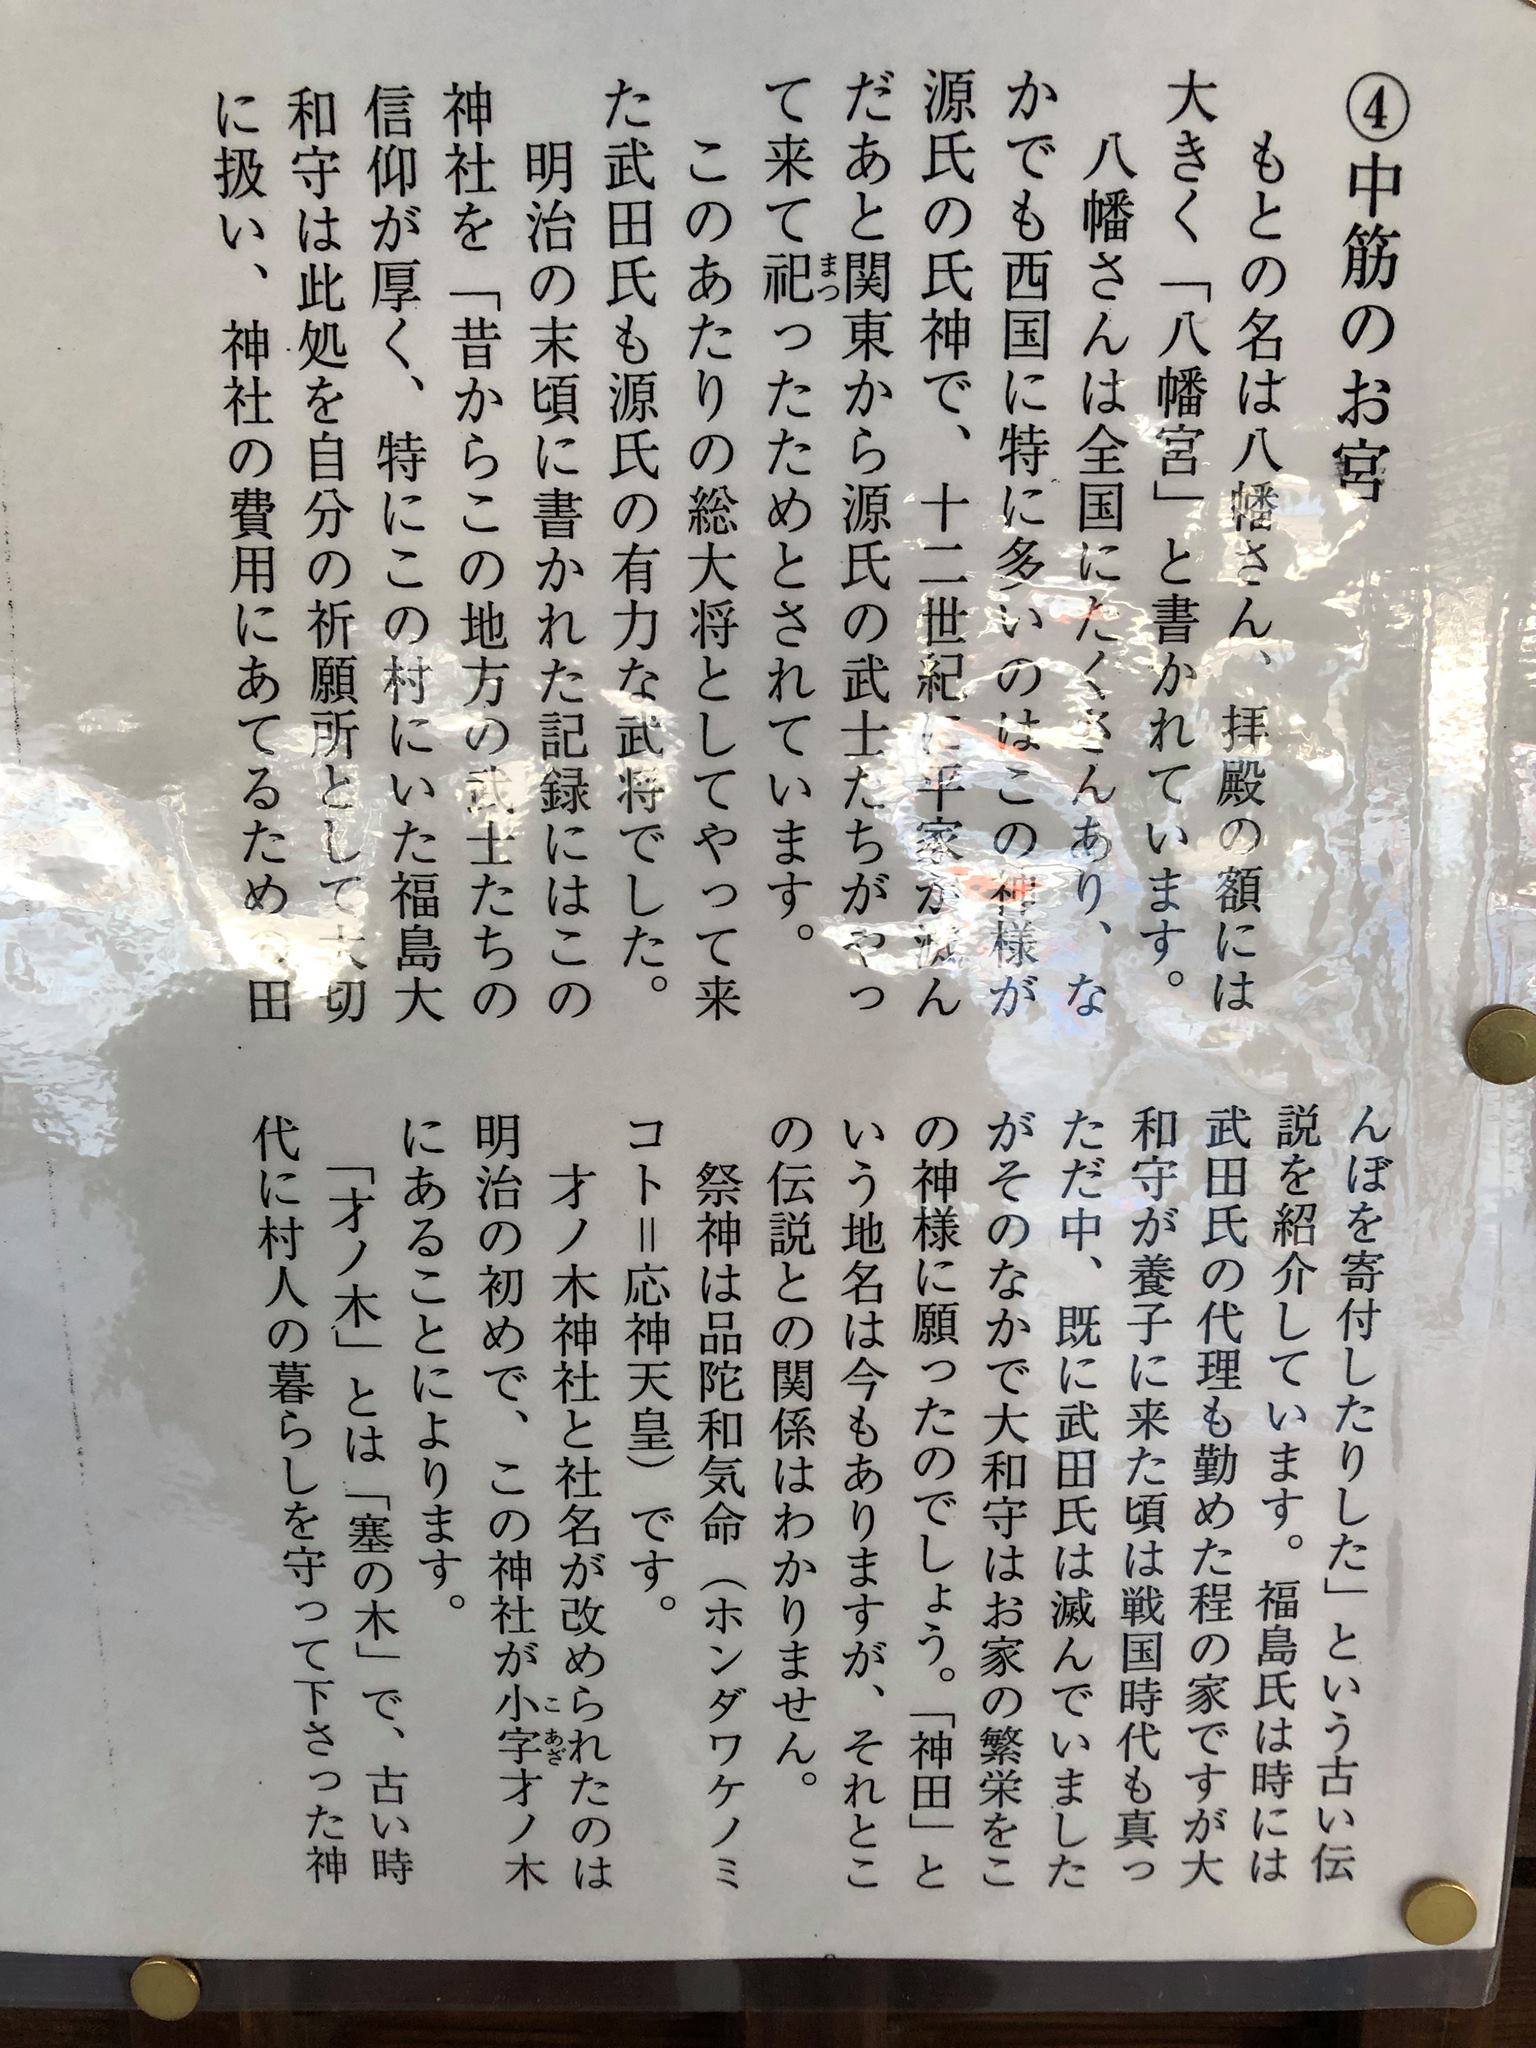 ④中筋のお宮
もとの名は八幡さん、拝殿の額には
大きく「八幡宮」と書かれています。
八幡さんは全国にたくさんあり、な
かでも西国に特に多いのはこの神様が
源氏の氏神で、十二世紀に平家が滅ん
だあと関東から源氏の武士たちがやっ
て来て祀ったためとされています。
まつ
このあたりの総大将としてやって来
た武田氏も源氏の有力な武将でした。
明治の末頃に書かれた記録にはこの
神社を「昔からこの地方の武士たちの
信仰が厚く、特にこの村にいた福島大
和守は此処を自分の祈願所として大切
に扱い、神社の費用にあてるための田
んぼを寄付したりした」という古い伝
説を紹介しています。福島氏は時には
武田氏の代理も勤めた程の家ですが大
和守が養子に来た頃は戦国時代も真っ
ただ中、既に武田氏は滅んでいました
がそのなかで大和守はお家の繁栄をこ
の神様に願ったのでしょう。「神田」と
いう地名は今もありますが、それとこ
の伝説との関係はわかりません。
祭神は品陀和気命（ホンダワケノミ
コト＝応神天皇）です。
才ノ木神社と社名が改められたのは
明治の初めで、この神社が小字才ノ木
こあざ
にあることによります。
「才ノ木」とは「塞の木」で、古い時
代に村人の暮らしを守って下さった神